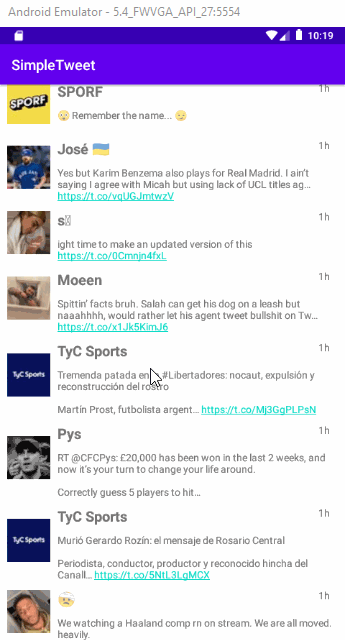 Android Emulator - 5.4_FWVGA_API_27:5554
10:19
SimpleTweet
SPORF
SPORF 1h
😯 Remember the name... 😏
José 🇺🇦 1h
Yes but Karim Benzema also plays for Real Madrid. I ain't
saying I agree with Micah but using lack of UCL titles ag...
https://t.co/vqUGJmtwzV
s 1h
ight time to make an updated version of this
https://t.co/0Cmnjn4fxL
Moeen 1h
Spittin' facts bruh. Salah can get his dog on a leash but
naaahhhh, would rather let his agent tweet bullshit on Tw...
https://t.co/x1Jk5KimJ6
TyC Sports
TyC Sports 1h
Tremenda patada en #Libertadores: nocaut, expulsión y
reconstrucción del rostro
Martín Prost, futbolista argent... https://t.co/Mj3GgPLPsN
Pys 1h
RT @CFCPys: £20,000 has been won in the last 2 weeks, and
now it's your turn to change your life around.
Correctly guess 5 players to hit...
TyC Sports
TyC Sports 1h
Murió Gerardo Rozín: el mensaje de Rosario Central
Periodista, conductor, productor y reconocido hincha del
Canall... https://t.co/5NtL3LgMCX
🤕 1h
We watching a Haaland comp rn on stream. We are all moved.
heavily.